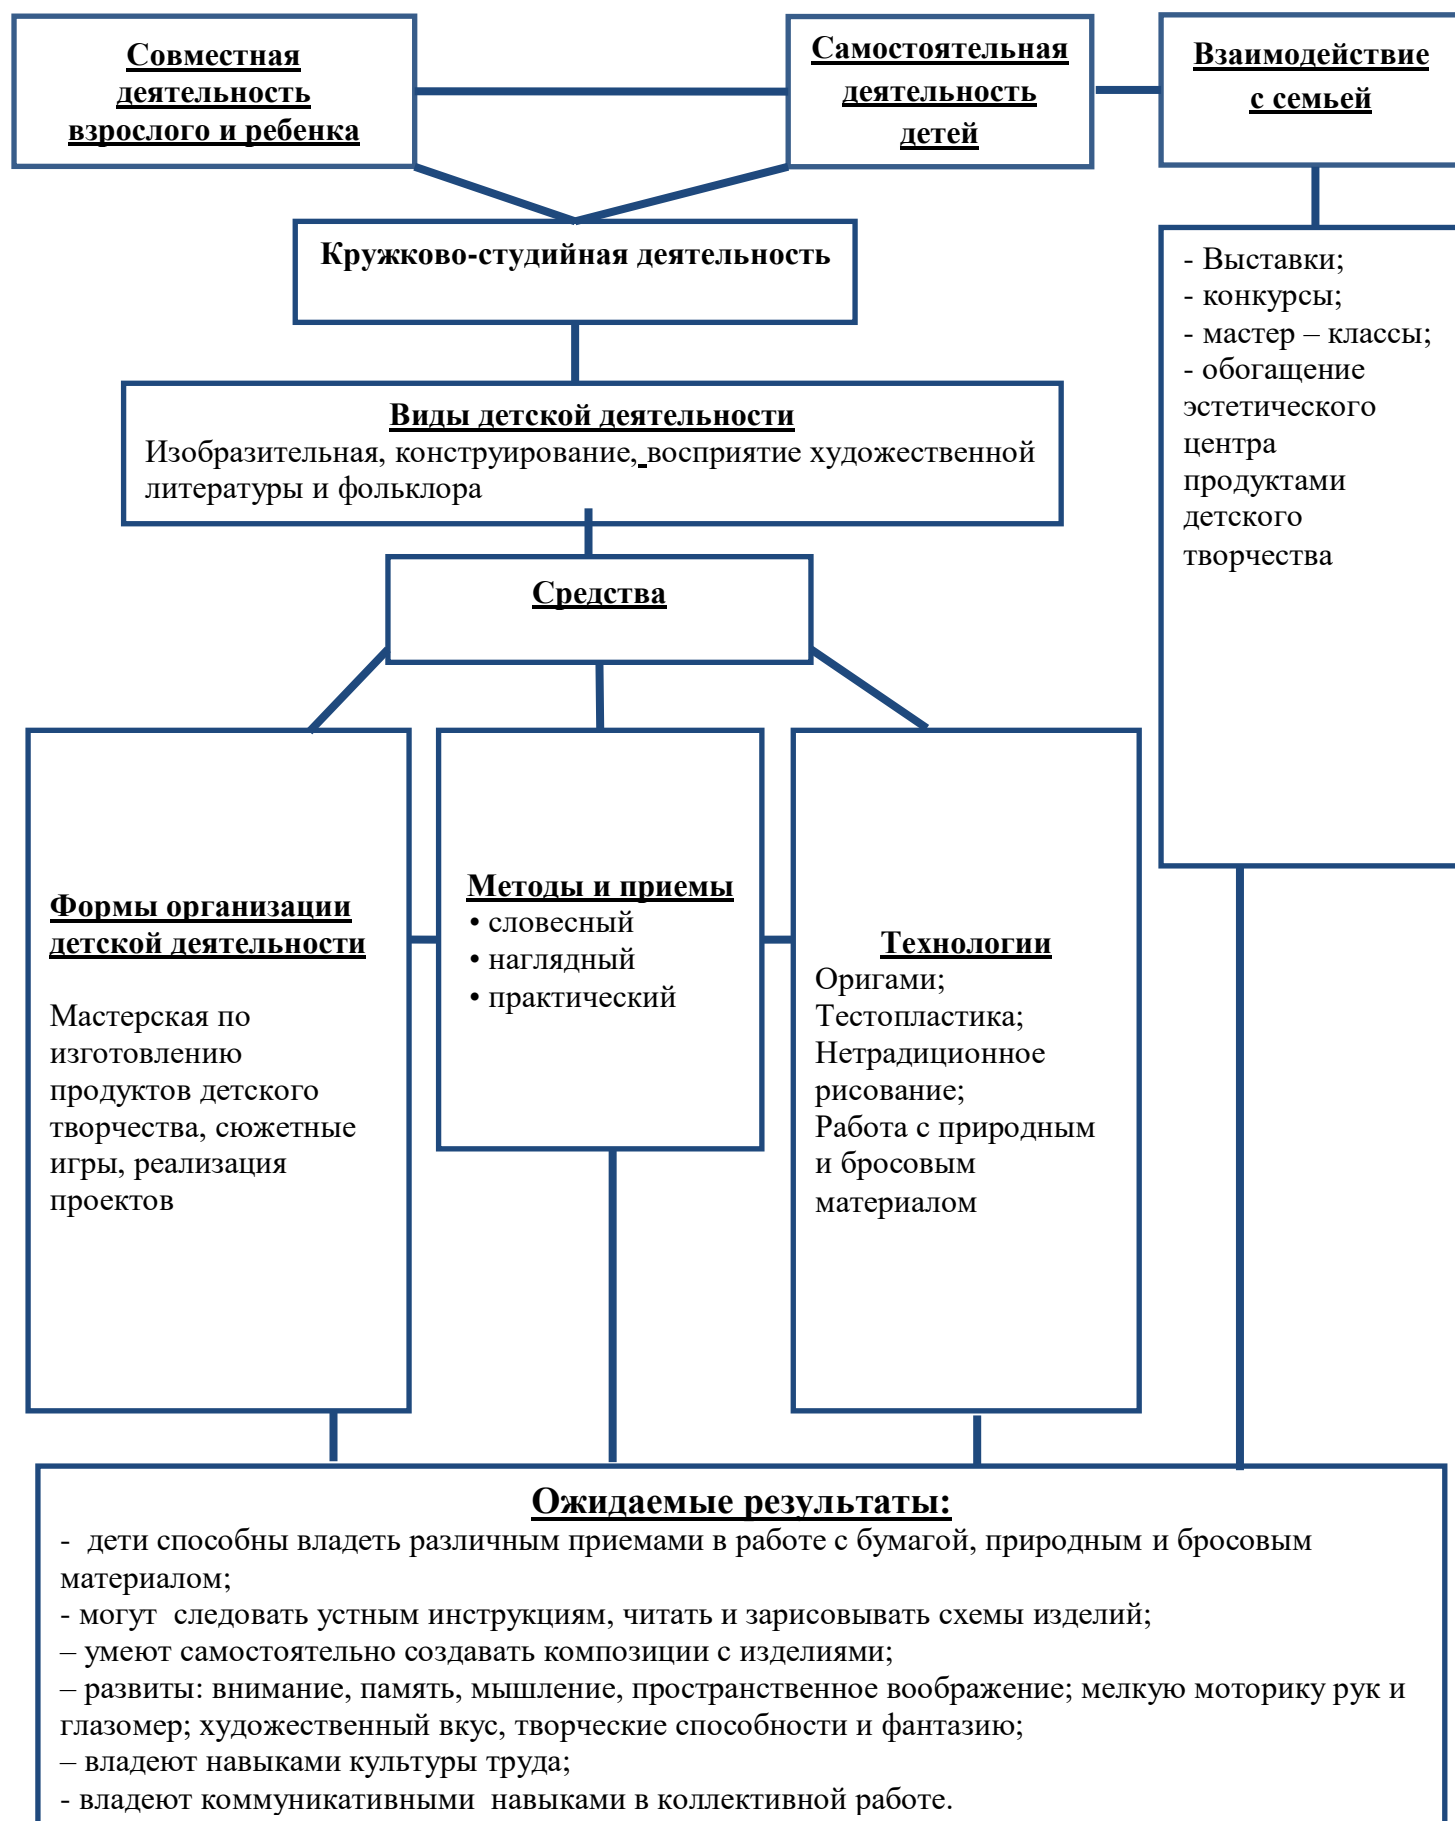 Совместная
деятельность
взрослого и ребенка
Самостоятельная
деятельность
детей
Взаимодействие
с семьей
Кружково-студийная деятельность
- Выставки;
- конкурсы;
- мастер – классы;
- обогащение
эстетического
центра
продуктами
детского
творчества
Виды детской деятельности
Изобразительная, конструирование, восприятие художественной
литературы и фольклора
Средства
Формы организации
детской деятельности
Мастерская по
изготовлению
продуктов детского
творчества, сюжетные
игры, реализация
проектов
Методы и приемы
• словесный
• наглядный
• практический
Технологии
Оригами;
Тестопластика;
Нетрадиционное
рисование;
Работа с природным
и бросовым
материалом
Ожидаемые результаты:
- дети способны владеть различным приемами в работе с бумагой, природным и бросовым
материалом;
- могут следовать устным инструкциям, читать и зарисовывать схемы изделий;
– умеют самостоятельно создавать композиции с изделиями;
– развиты: внимание, память, мышление, пространственное воображение; мелкую моторику рук и
глазомер; художественный вкус, творческие способности и фантазию;
– владеют навыками культуры труда;
- владеют коммуникативными навыками в коллективной работе.